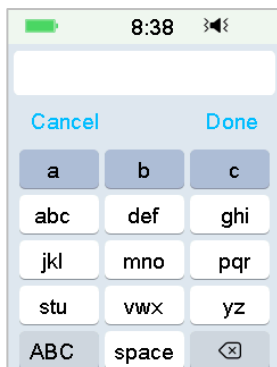 8:38
Cancel Done
a b c
abc def ghi
jkl mno pqr
stu vwx yz
ABC space